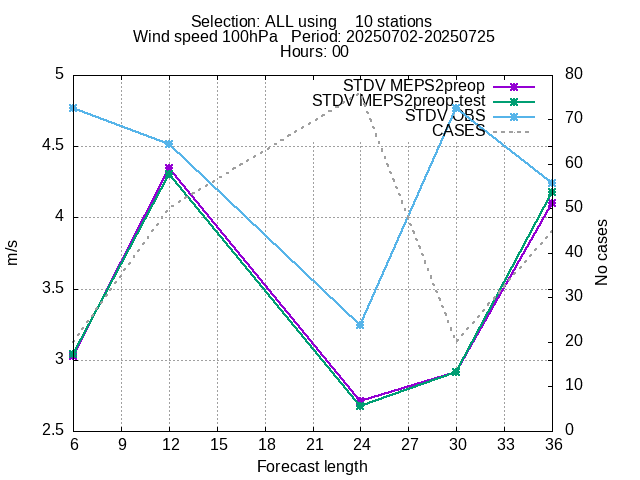 Selection: ALL using    10 stations
Wind speed 100hPa   Period: 20250702-20250725
Hours: 00
STDV MEPS2preop
STDV MEPS2preop-test
STDV OBS
CASES
5
4.5
4
3.5
3
2.5
m/s
80
70
60
50
40
30
20
10
0
No cases
6 9 12 15 18 21 24 27 30 33 36
Forecast length